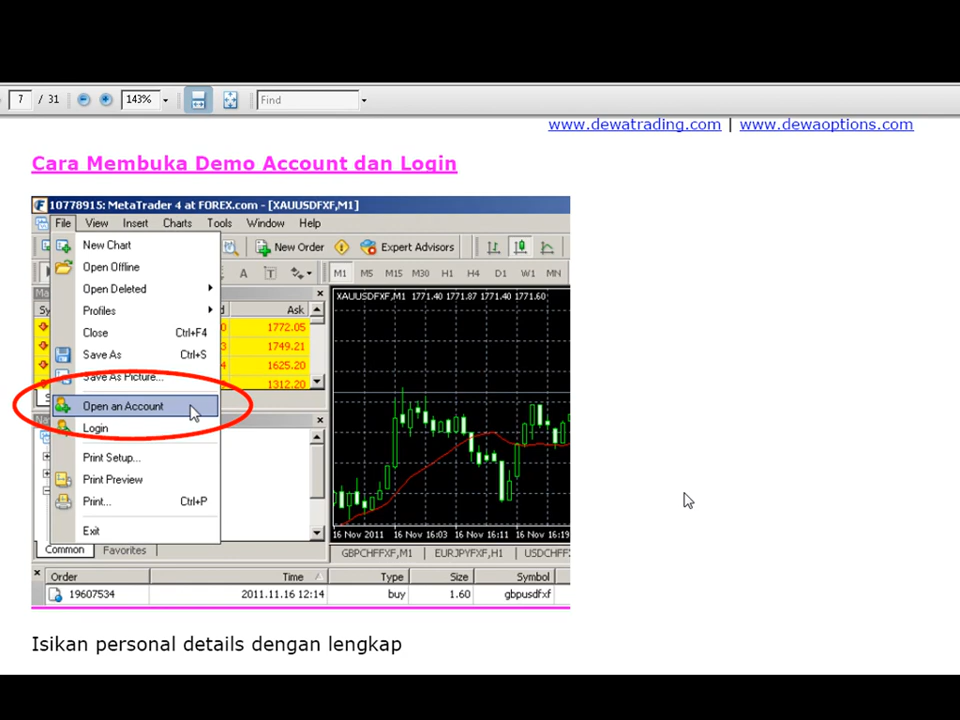 7 / 31 143% Find
www.dewatrading.com | www.dewaoptions.com
Cara Membuka Demo Account dan Login
10778915: MetaTrader 4 at FOREX.com - [XAUUSDFXF,M1]
File View Insert Charts Tools Window Help
New Chart
New Order
Expert Advisors
Open Offline
A T M1 M5 M15 M30 H1 H4 D1 W1 MN
Open Deleted
XAUUSDFXF,M1 1771.40 1771.87 1771.40 1771.60
Profiles
Ask
Close Ctrl+F4
1772.05
Save As Ctrl+S
1749.21
1625.20
Save As Picture...
1312.20
Open an Account
Login
Print Setup...
Print Preview
Print... Ctrl+P
Exit
16 Nov 2011 16 Nov 16:03 16 Nov 16:11 16 Nov 16:19
Common Favorites
GBPCHFFXF,M1 EURJPYFXF,H1 USDCHFF
Order Time Type Size Symbol
19607534 2011.11.16 12:14 buy 1.60 gbpusdfxf
Isikan personal details dengan lengkap